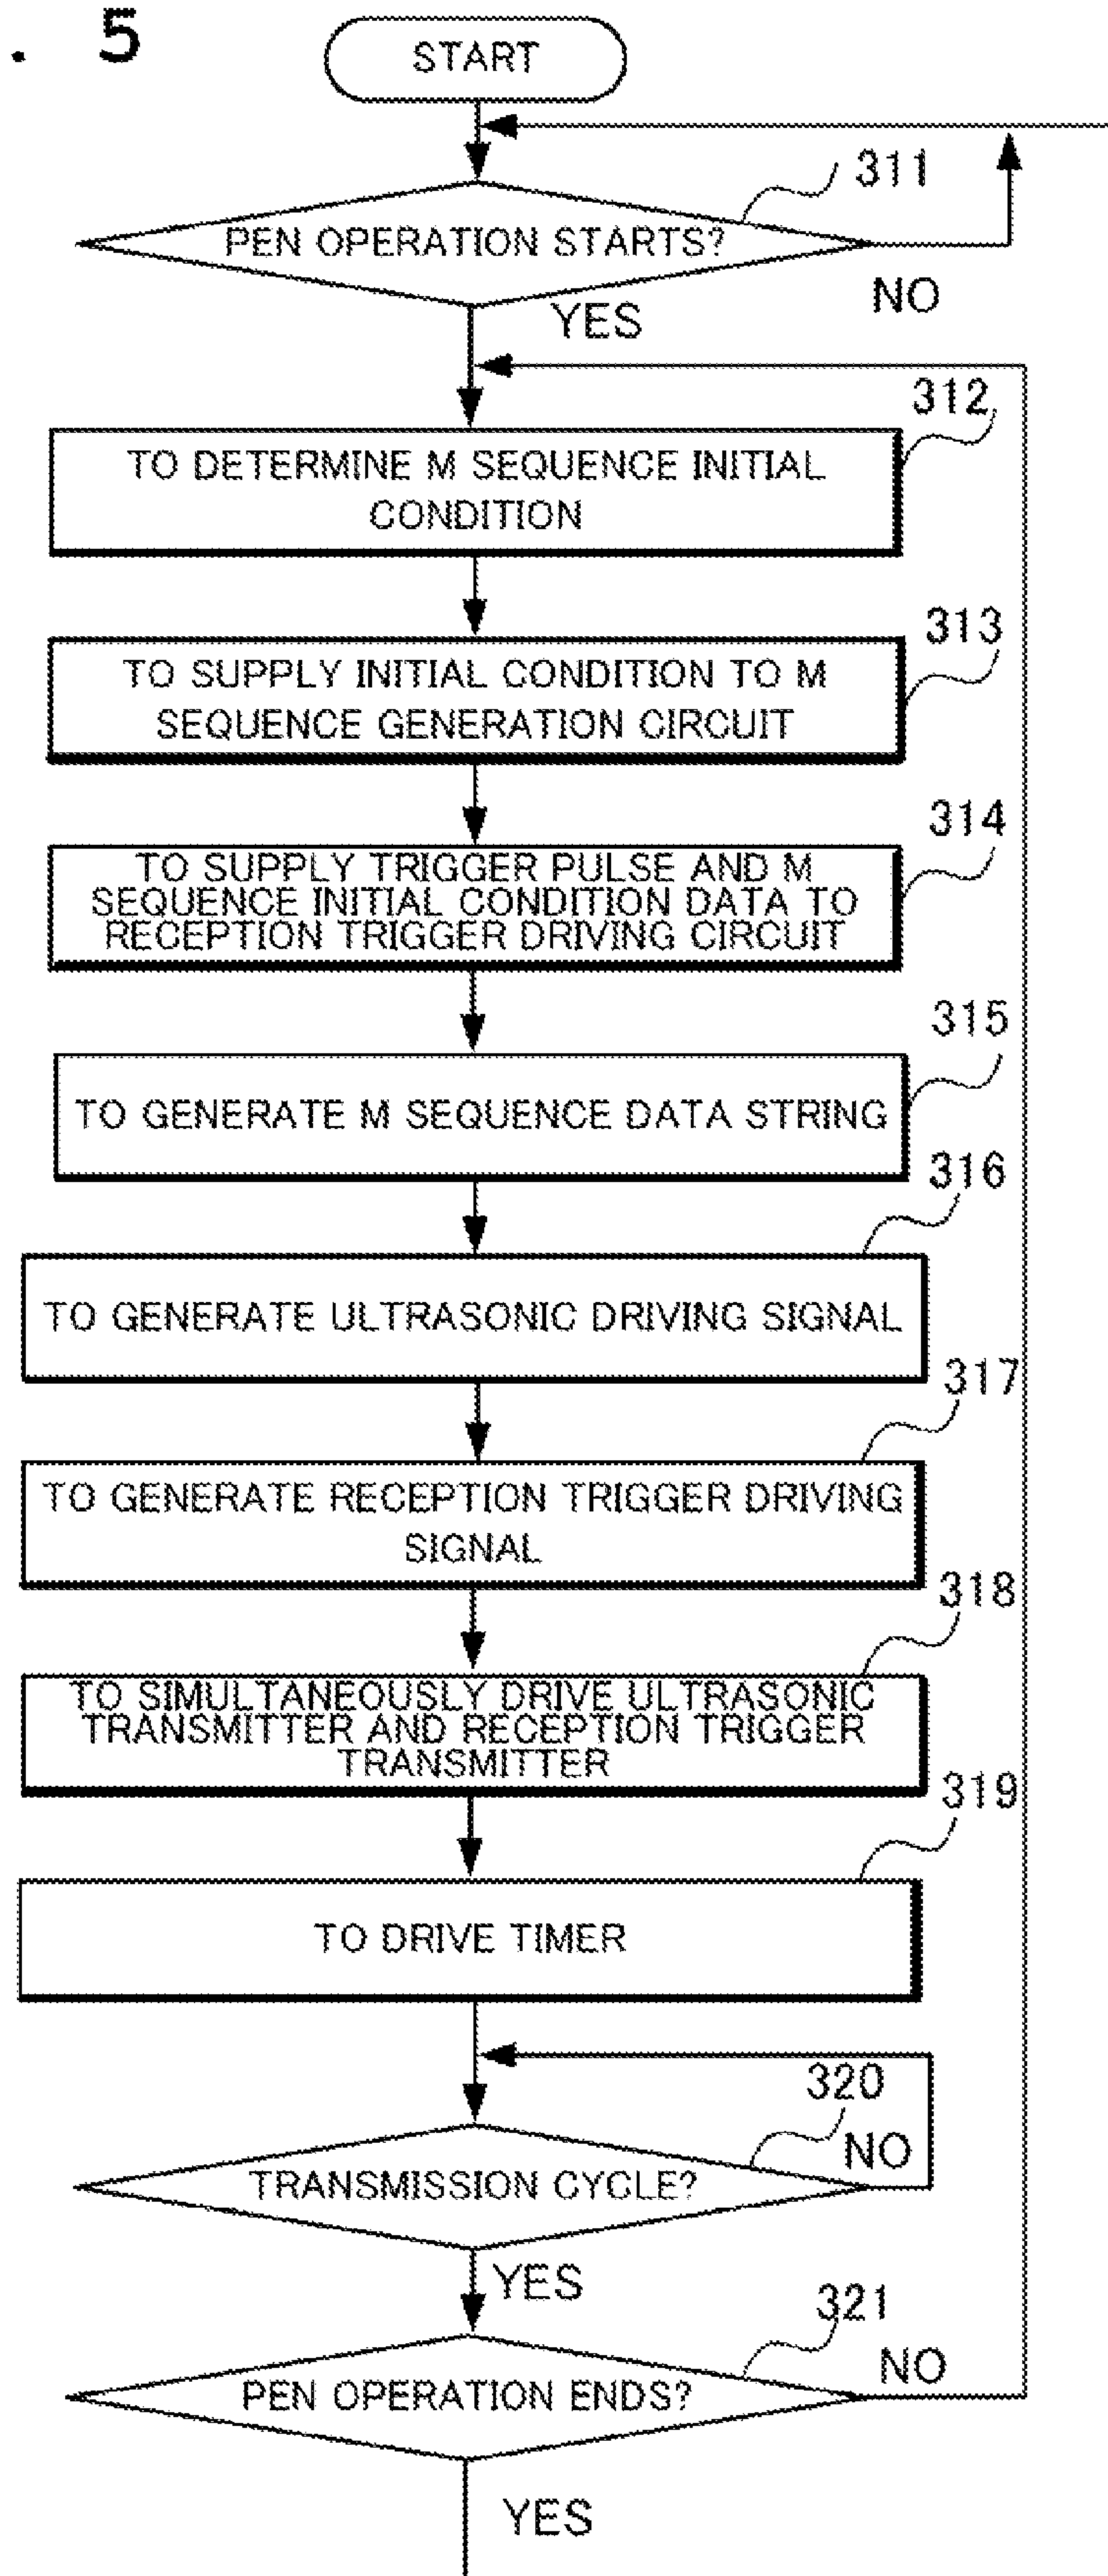 . 5
START
311
PEN OPERATION STARTS?
NO
YES
312
TO DETERMINE M SEQUENCE INITIAL
CONDITION
313
TO SUPPLY INITIAL CONDITION TO M
SEQUENCE GENERATION CIRCUIT
314
TO SUPPLY TRIGGER PULSE AND M
SEQUENCE INITIAL CONDITION DATA TO
RECEPTION TRIGGER DRIVING CIRCUIT
315
TO GENERATE M SEQUENCE DATA STRING
316
TO GENERATE ULTRASONIC DRIVING SIGNAL
317
TO GENERATE RECEPTION TRIGGER DRIVING
SIGNAL
318
TO SIMULTANEOUSLY DRIVE ULTRASONIC
TRANSMITTER AND RECEPTION TRIGGER
TRANSMITTER
319
TO DRIVE TIMER
320
NO
TRANSMISSION CYCLE?
YES
321
NO
PEN OPERATION ENDS?
YES